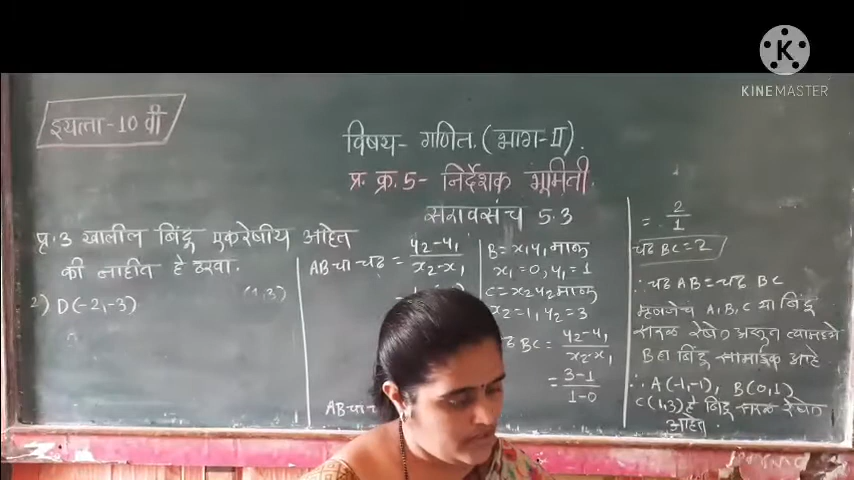 KINEMASTER
इयत्ता-10 वी
विषय- गणित. (भाग-II).
प्र. क्र. 5- निर्देशक भूमिती.
सरावसंच 5.3
प्र.3 खालील बिंदू एकरेषीय आहेत
की नाहीत हे ठरवा.
2) D(-2,-3)
AB चा चढ = y₂-y₁
x₂-x₁
AB चा
B = x₁y₁ मानू
x₁=0, y₁=1
C = x₂y₂ मानू
x₂=1, y₂=3
BC = y₂-y₁
x₂-x₁
= 3-1
1-0
= 2
1
चढ BC = 2
∴ चढ AB = चढ BC
म्हणजेच A, B, C या बिंदू
सरळ रेषेत असून त्यामध्ये
B हा बिंदू सामाईक आहे
∴ A(-1,-1), B(0,1)
C(1,3) हे बिंदू सरळ रेषेत
आहेत.